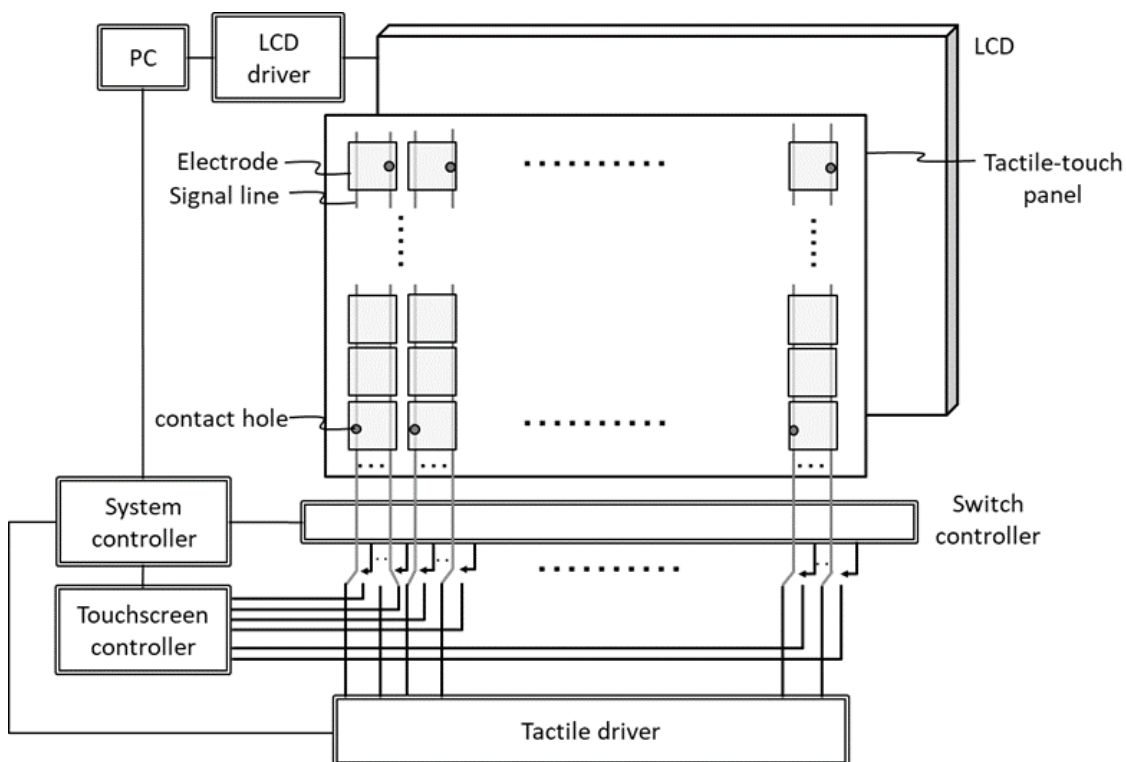 PC
LCD
driver
LCD
Electrode
Signal line
Tactile-touch
panel
contact hole
System
controller
Switch
controller
Touchscreen
controller
Tactile driver